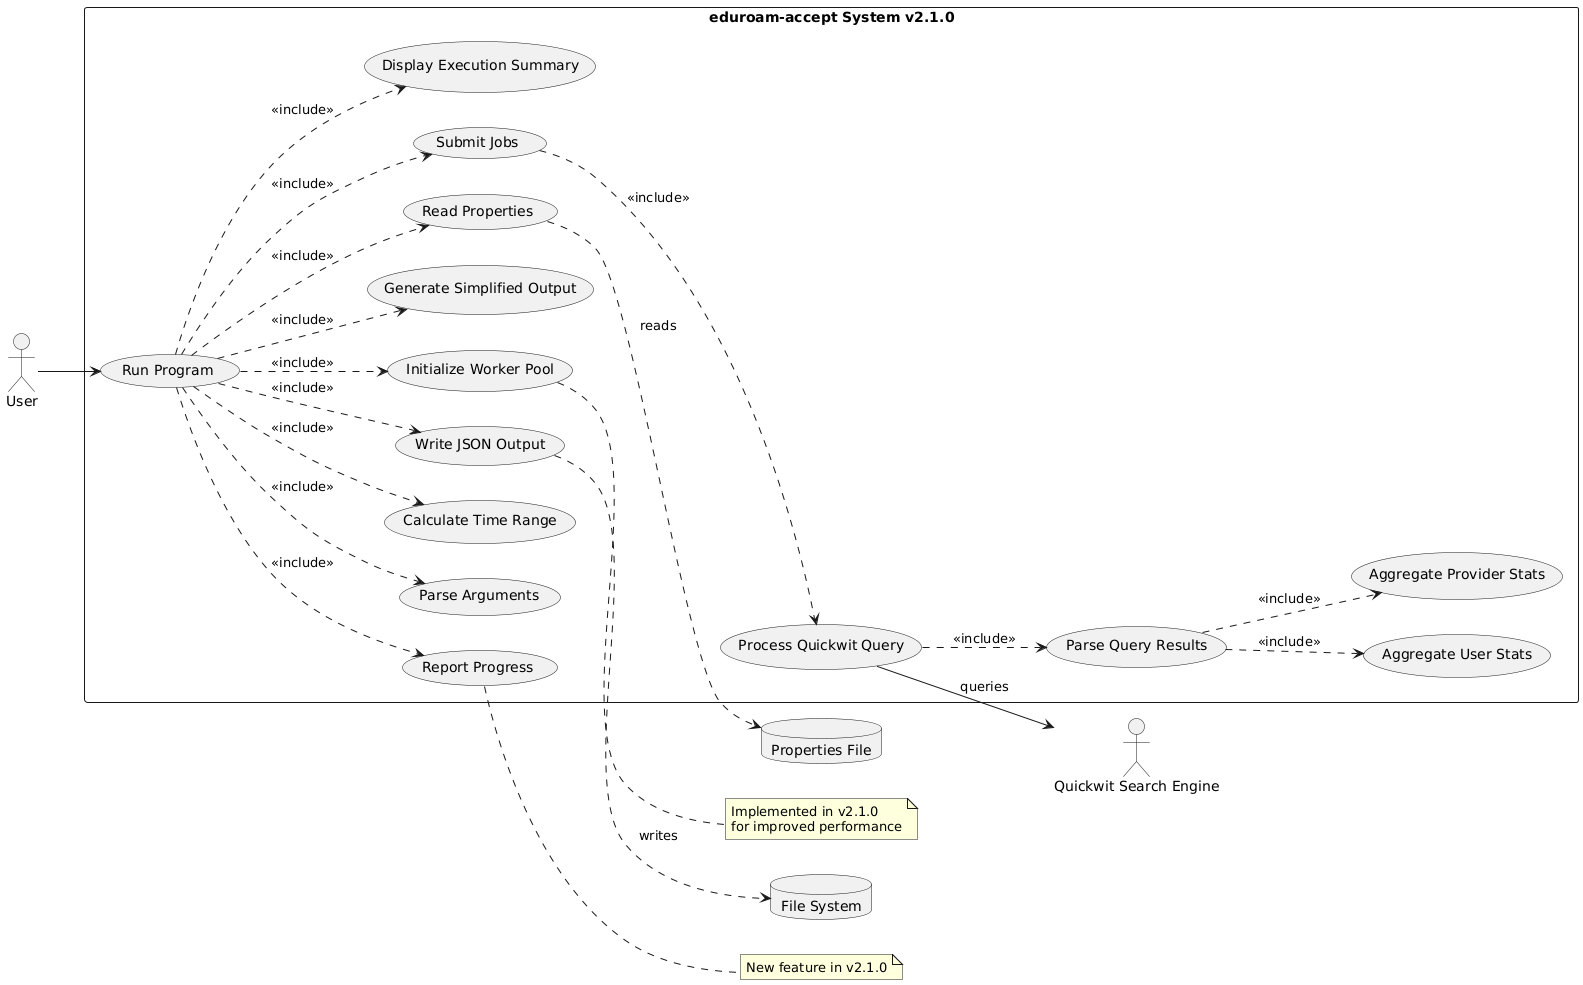 eduroam-accept System v2.1.0
Display Execution Summary
«include»
Submit Jobs
«include»
«include»
Read Properties
«include»
Generate Simplified Output
«include»
reads
User
Run Program
«include»
Initialize Worker Pool
«include»
Write JSON Output
«include»
Calculate Time Range
«include»
Parse Arguments
«include»
Report Progress
Process Quickwit Query
«include»
Parse Query Results
«include»
Aggregate Provider Stats
«include»
Aggregate User Stats
queries
Properties File
Quickwit Search Engine
Implemented in v2.1.0
for improved performance
writes
File System
New feature in v2.1.0